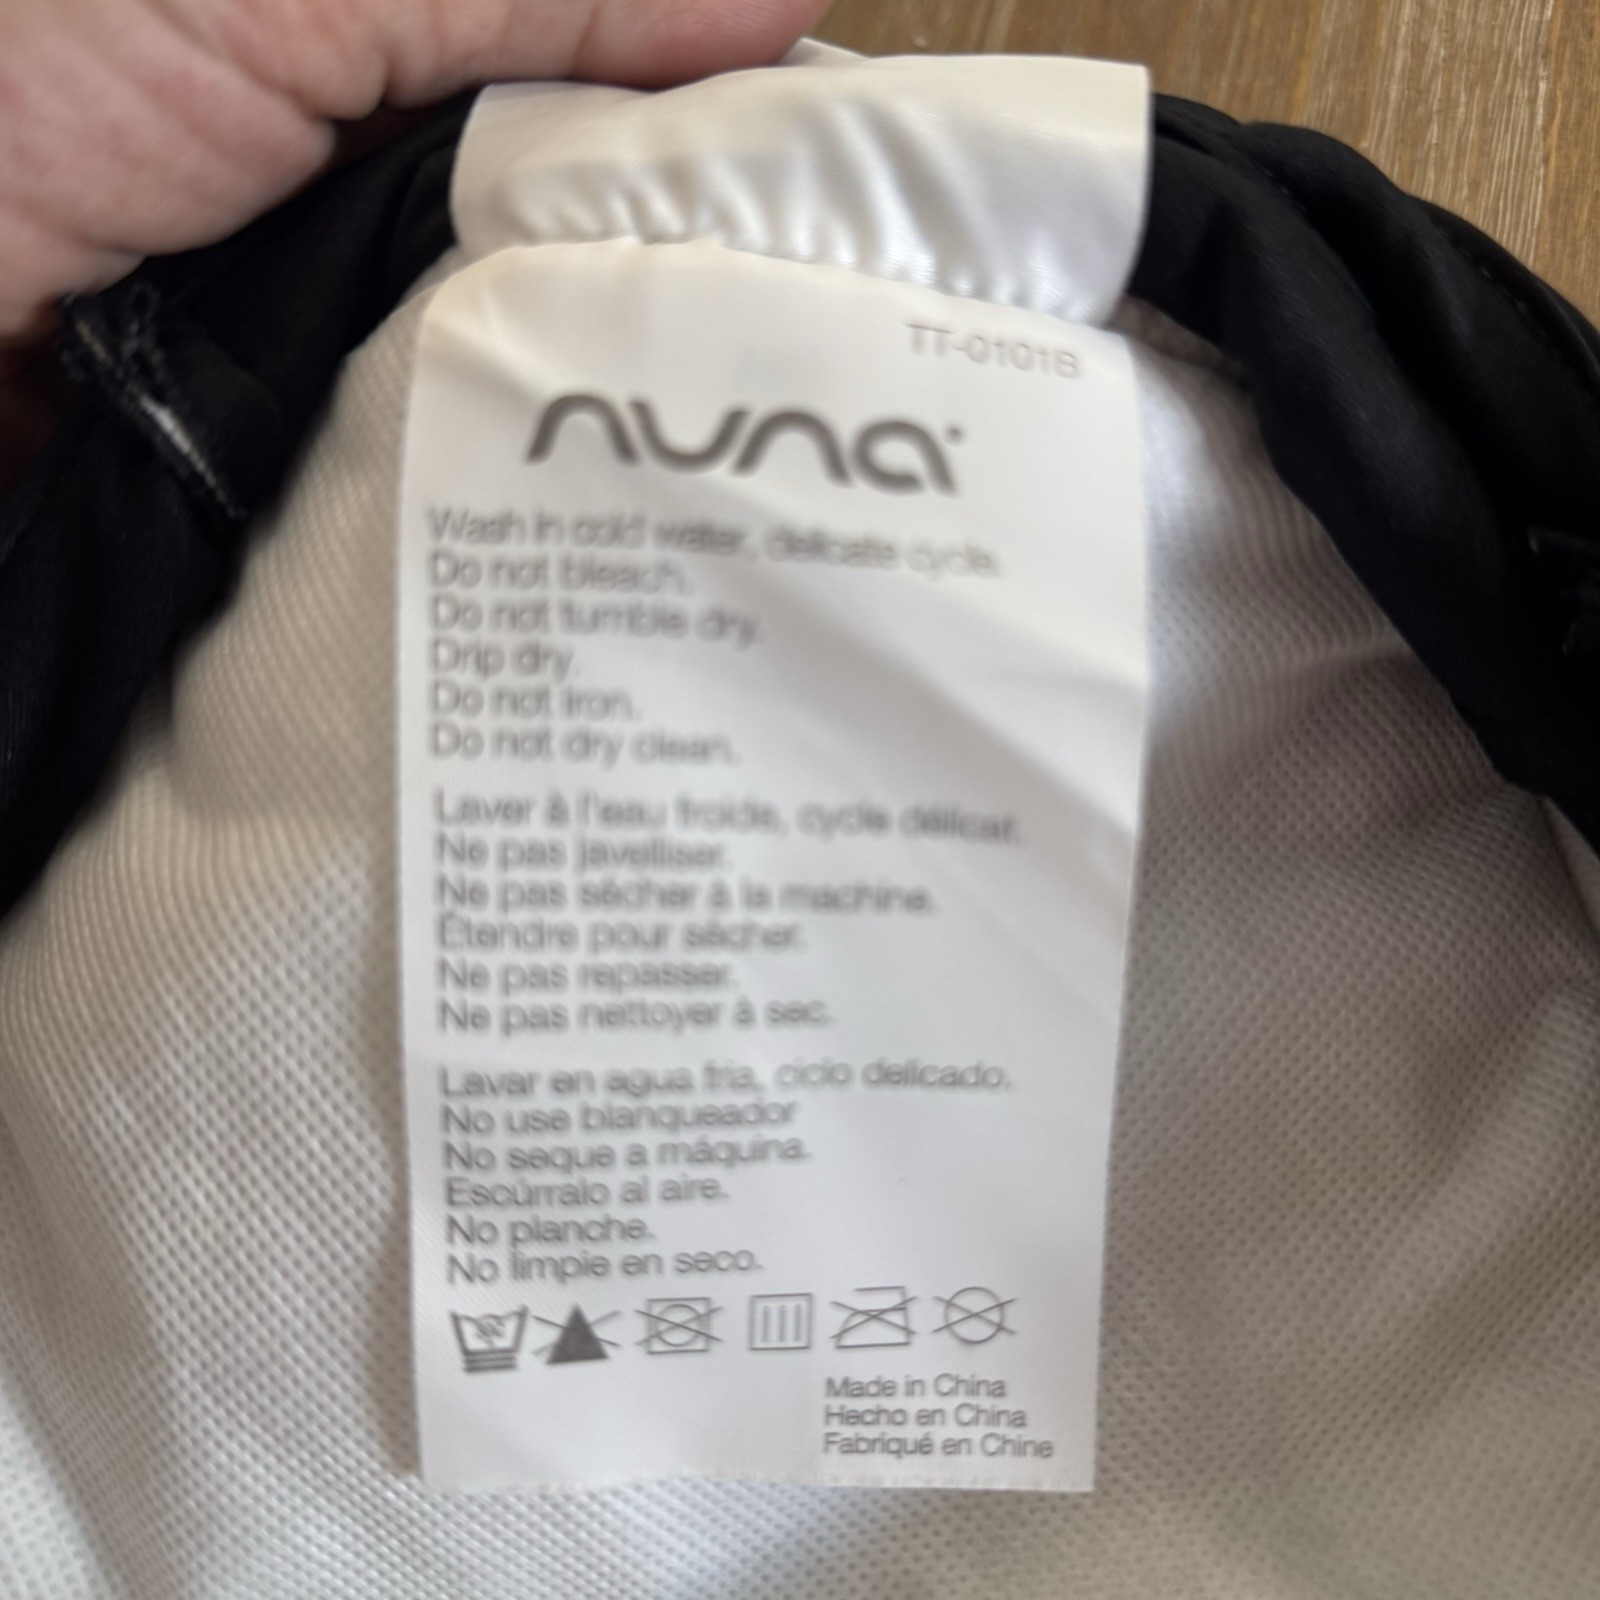 TT-0101B
nuna
Wash in cold water, delicate cycle.
Do not bleach.
Do not tumble dry.
Drip dry.
Do not iron.
Do not dry clean.
Laver à l'eau froide, cycle délicat.
Ne pas javelliser.
Ne pas sécher à la machine.
Étendre pour sécher.
Ne pas repasser.
Ne pas nettoyer à sec.
Lavar en agua fria, ciclo delicado.
No use blanqueador
No seque a máquina.
Escúrralo al aire.
No planche.
No limpie en seco.
Made in China
Hecho en China
Fabriqué en Chine